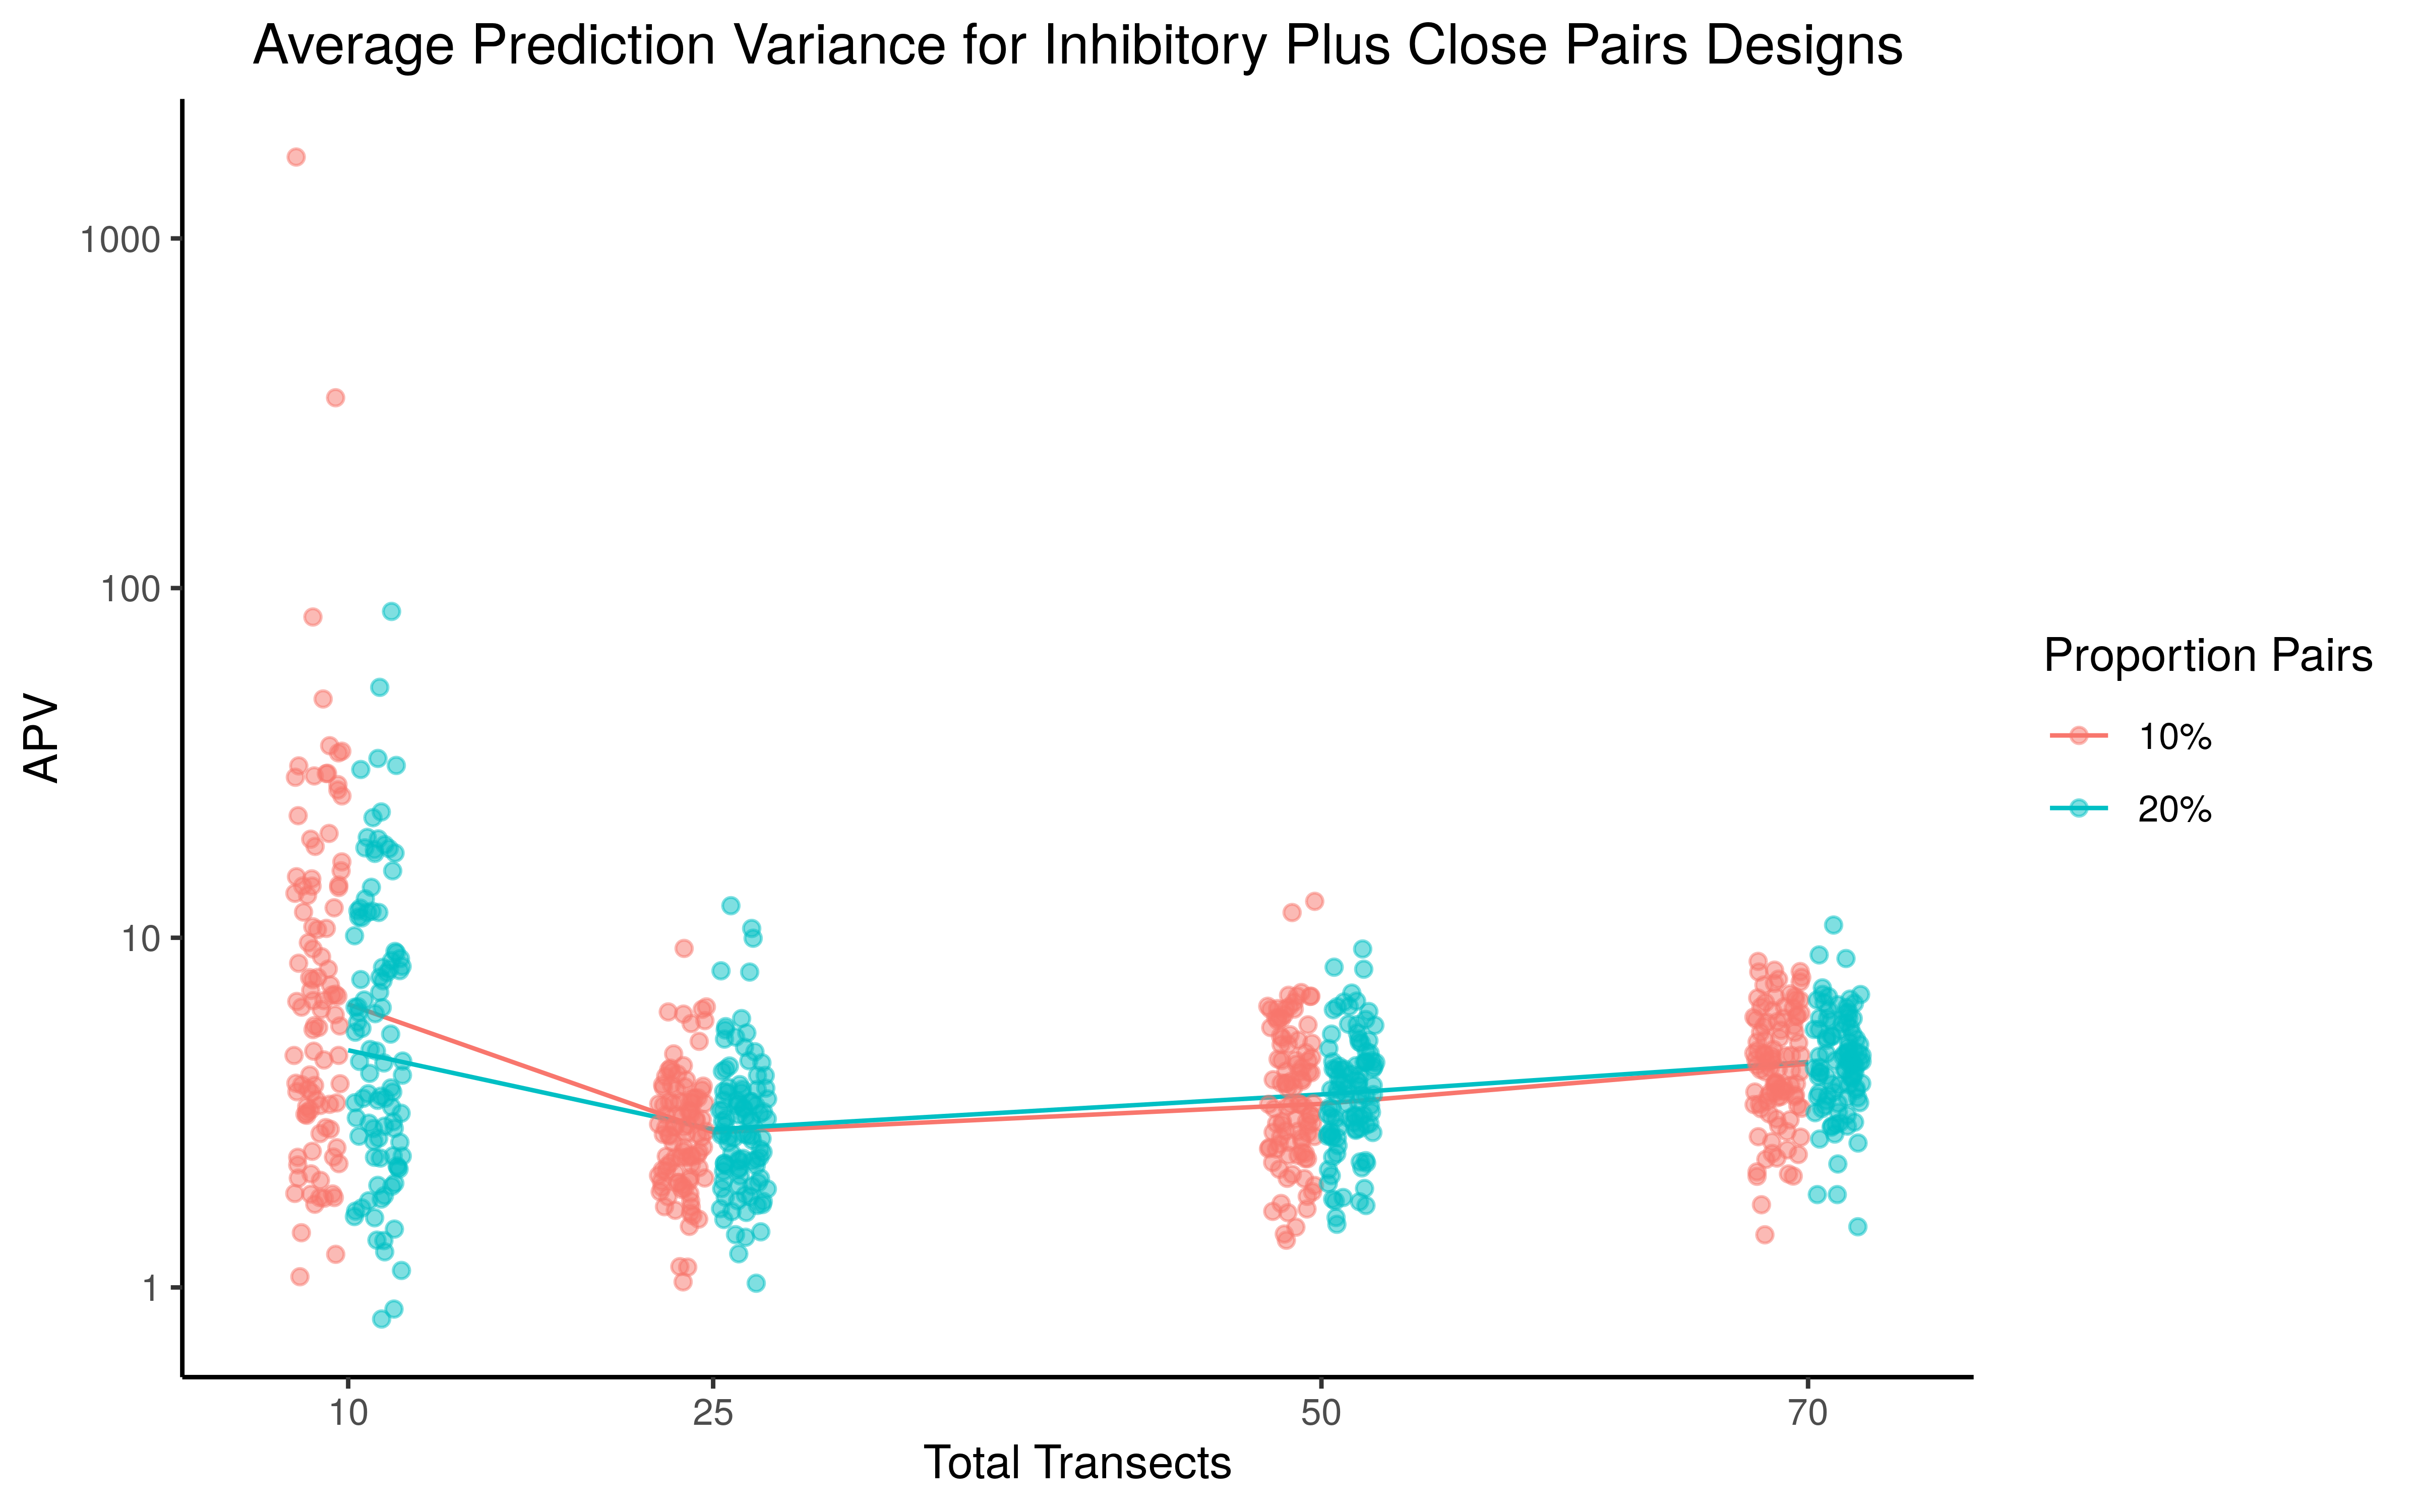 Average Prediction Variance for Inhibitory Plus Close Pairs Designs
1000
100
10
1
APV
10 25 50 70
Total Transects
Proportion Pairs
10%
20%